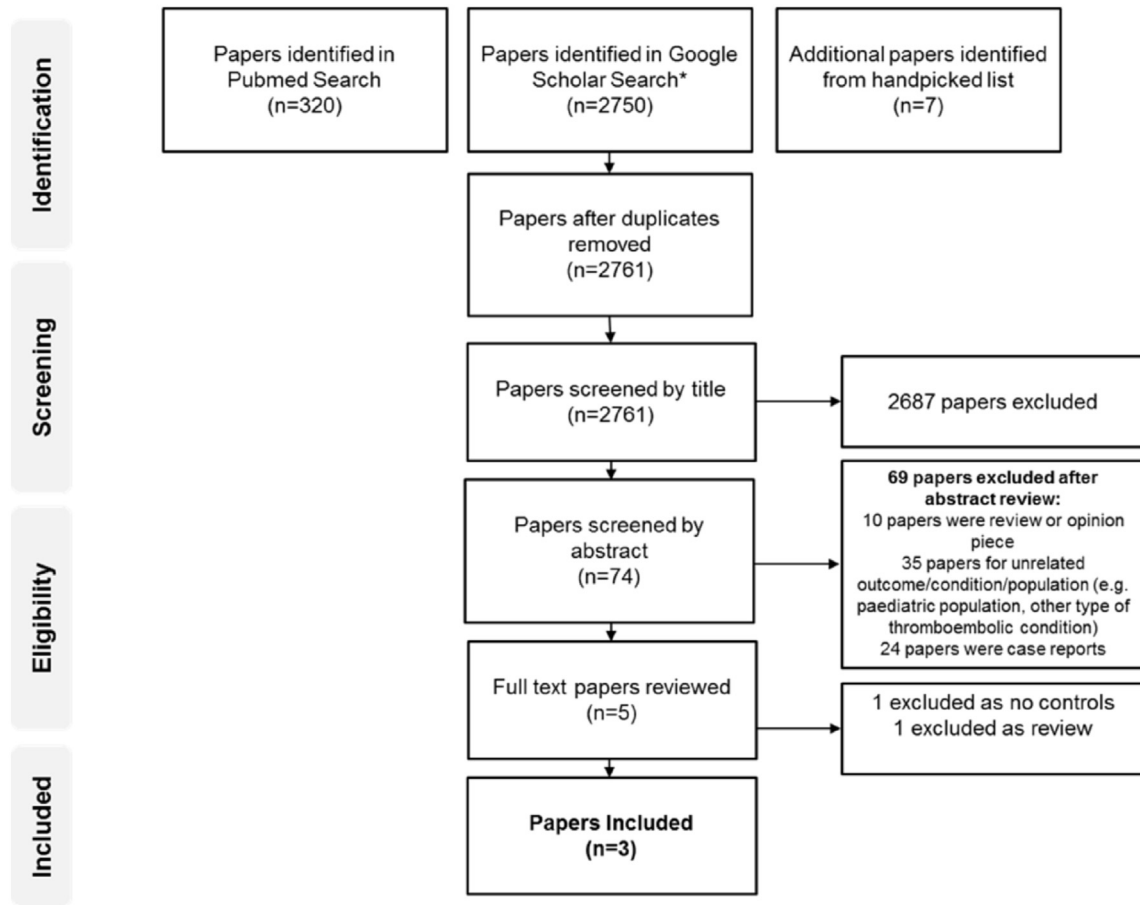 Identification
Papers identified in
Pubmed Search
(n=320)
Papers identified in Google
Scholar Search*
(n=2750)
Additional papers identified
from handpicked list
(n=7)
Papers after duplicates
removed
(n=2761)
Screening
Papers screened by title
(n=2761)
2687 papers excluded
Eligibility
Papers screened by
abstract
(n=74)
69 papers excluded after
abstract review:
10 papers were review or opinion
piece
35 papers for unrelated
outcome/condition/population (e.g.
paediatric population, other type of
thromboembolic condition)
24 papers were case reports
Full text papers reviewed
(n=5)
1 excluded as no controls
1 excluded as review
Included
Papers Included
(n=3)